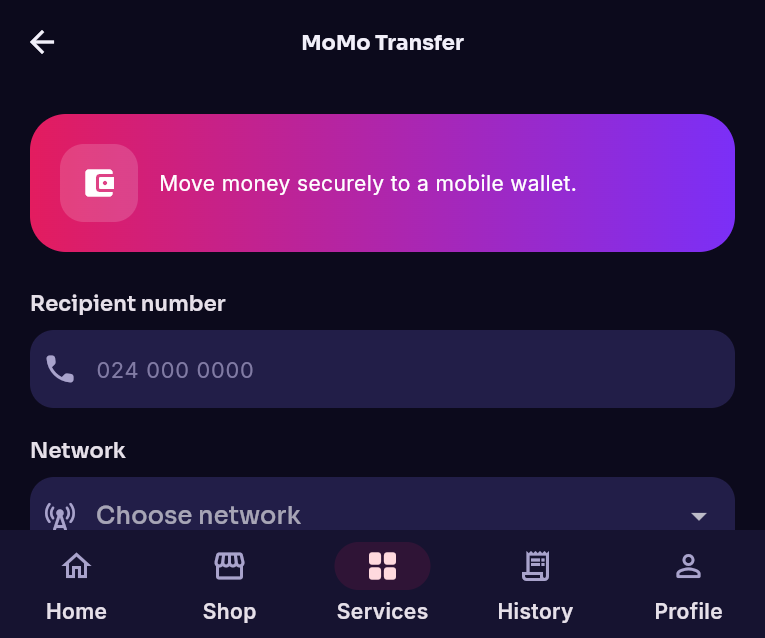 MoMo Transfer
Move money securely to a mobile wallet.
Recipient number
024 000 0000
Network
Choose network
Home Shop Services History Profile